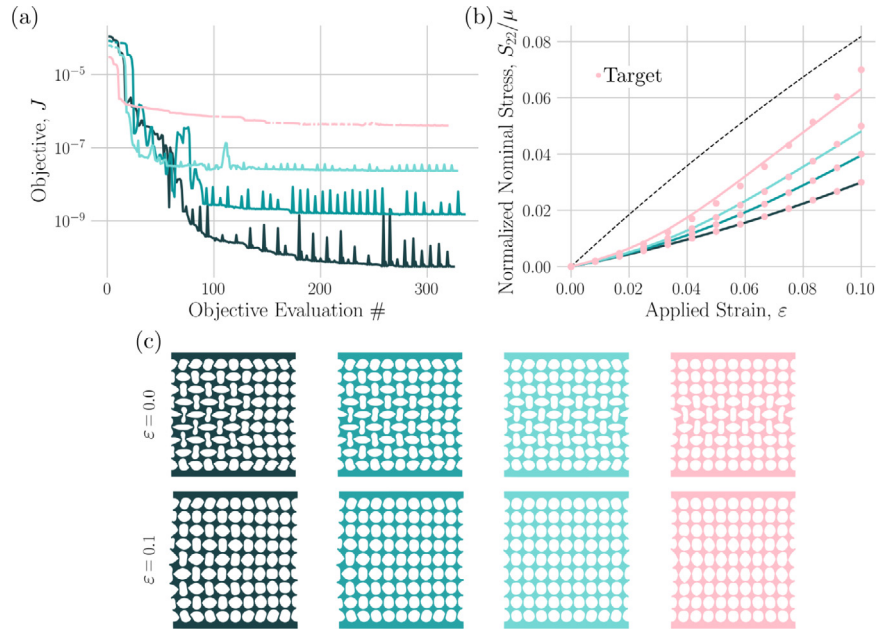 (a)
Objective, J
10⁻⁵
10⁻⁷
10⁻⁹
0
100
200
300
Objective Evaluation #
(b)
Normalized Nominal Stress, S₂₂/μ
0.08
0.06
0.04
0.02
0.00
Target
0.00
0.02
0.04
0.06
0.08
0.10
Applied Strain, ε
(c)
ε = 0.0
ε = 0.1